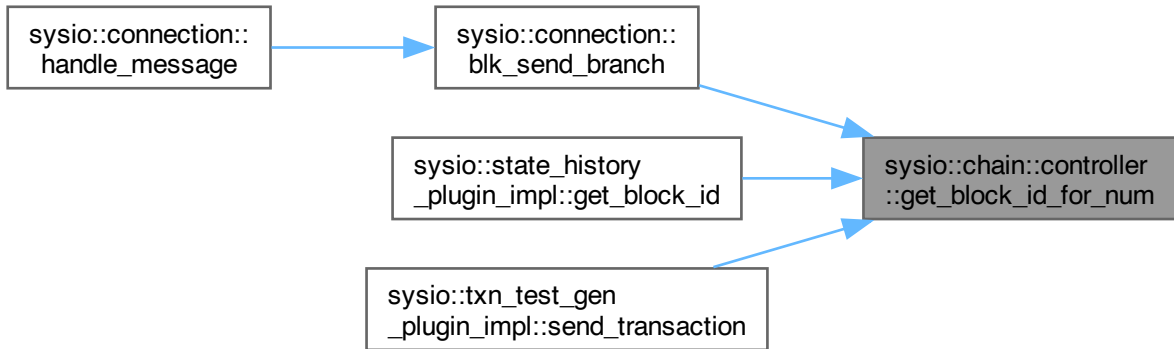 sysio::connection::
handle_message
sysio::connection::
blk_send_branch
sysio::state_history
_plugin_impl::get_block_id
sysio::chain::controller
::get_block_id_for_num
sysio::txn_test_gen
_plugin_impl::send_transaction